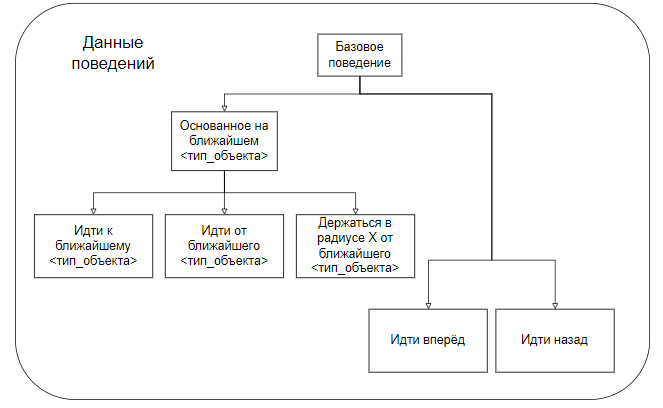 Данные
поведений
Базовое
поведение
Основанное на
ближайшем
<тип_объекта>
Идти к
ближайшему
<тип_объекта>
Идти от
ближайшего
<тип_объекта>
Держаться в
радиусе X от
ближайшего
<тип_объекта>
Идти вперёд
Идти назад